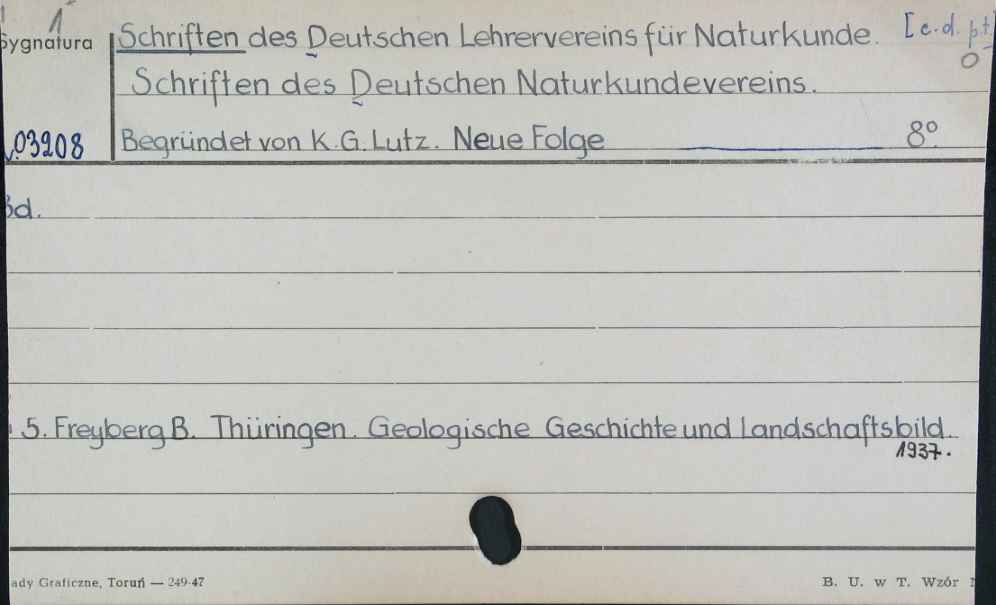 1
Sygnatura
Schriften des Deutschen Lehrervereins für Naturkunde. [c.d. pt
Schriften des Deutschen Naturkundevereins.
03208 Begründet von K.G. Lutz. Neue Folge 8°
Bd.
5. Freyberg B. Thüringen. Geologische Geschichte und Landschaftsbild.
1937.
ady Graficzne, Toruń — 249-47 B. U. w T. Wzór